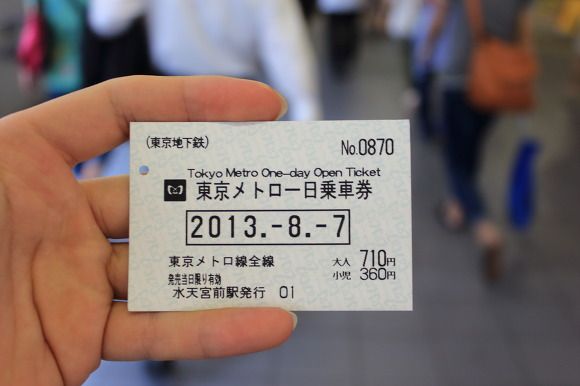 (東京地下鉄) No.0870
Tokyo Metro One-day Open Ticket
東京メトロ一日乗車券
2013.-8.-7
東京メトロ線全線 大人 710円
発売当日限り有効 小児 360円
水天宮前駅発行 01